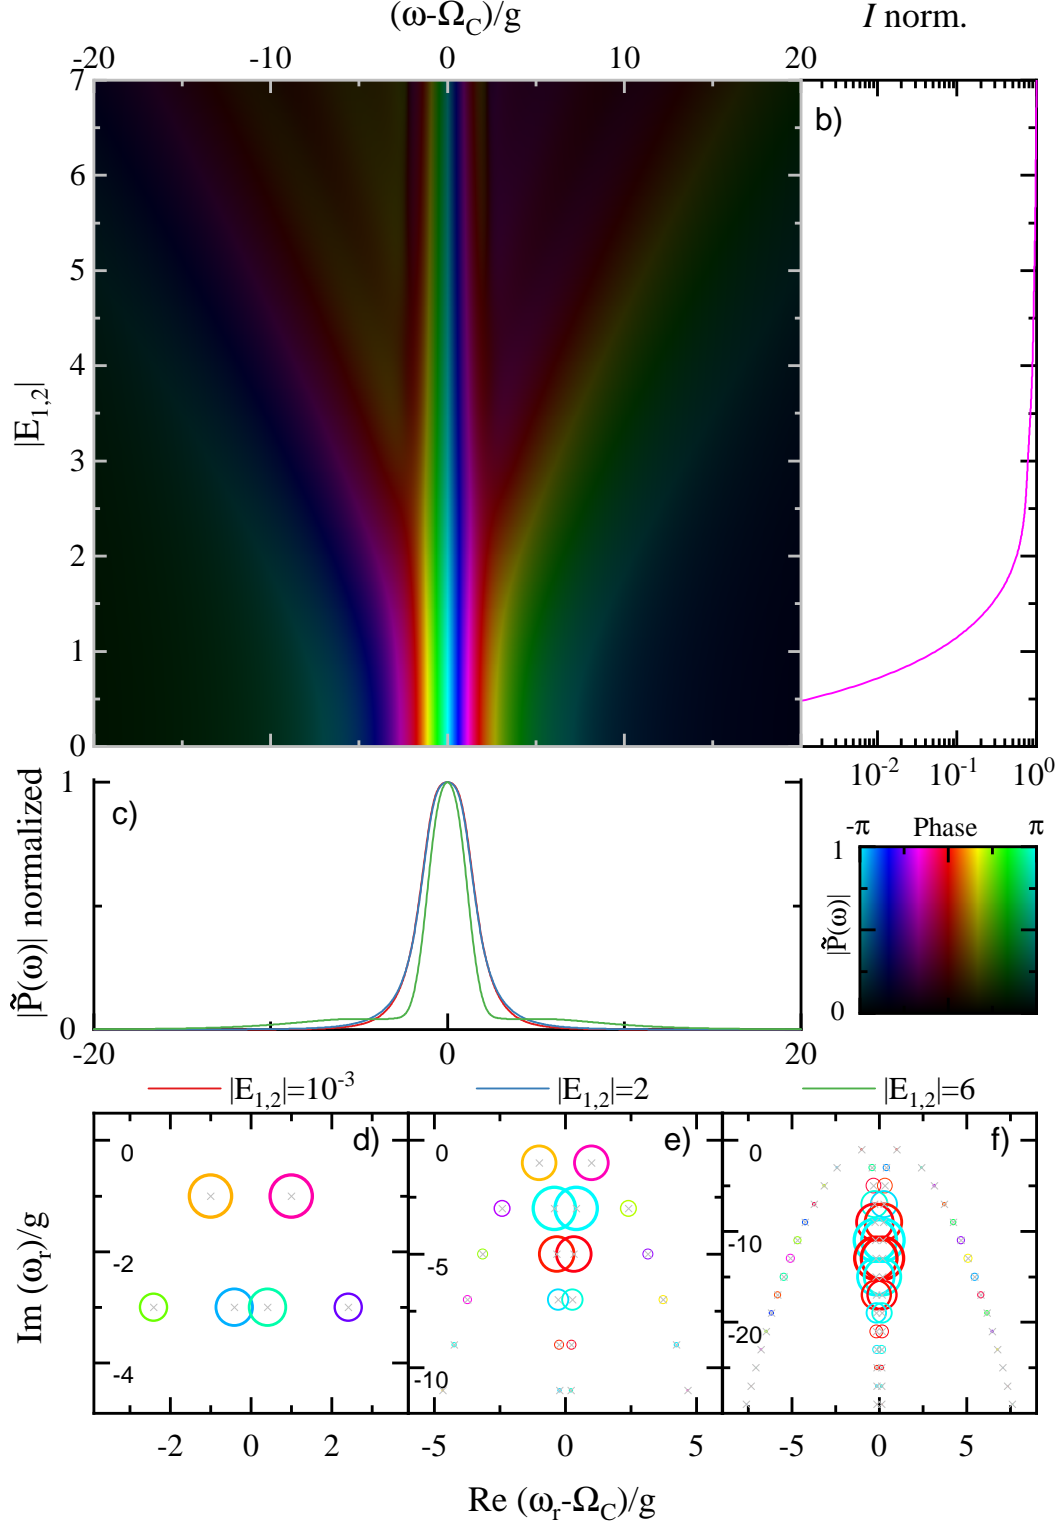 (ω-Ω_C)/g
I norm.
-20 -10 0 10 20
7
6
5
4
3
2
1
0
|E_{1,2}|
b)
10^{-2} 10^{-1} 10^0
|P̃(ω)| normalized
1
0
c)
-20 0 20
-π Phase π
1
0
|P̃(ω)|
|E_{1,2}|=10^{-3} |E_{1,2}|=2 |E_{1,2}|=6
Im (ω_r)/g
d)
0
-2
-4
-2 0 2
e)
0
-5
-10
-5 0 5
f)
0
-10
-20
-5 0 5
Re (ω_r-Ω_C)/g